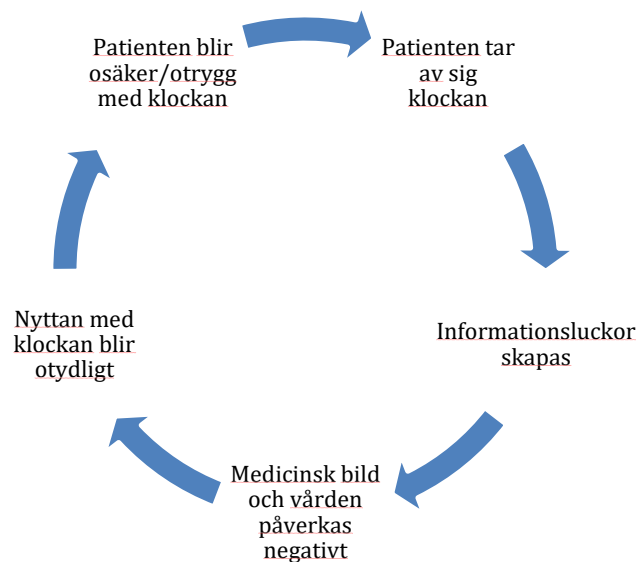 Patienten blir
osäker/otrygg
med klockan
Patienten tar
av sig
klockan
Informationsluckor
skapas
Medicinsk bild
och vården
påverkas
negativt
Nyttan med
klockan blir
otydligt